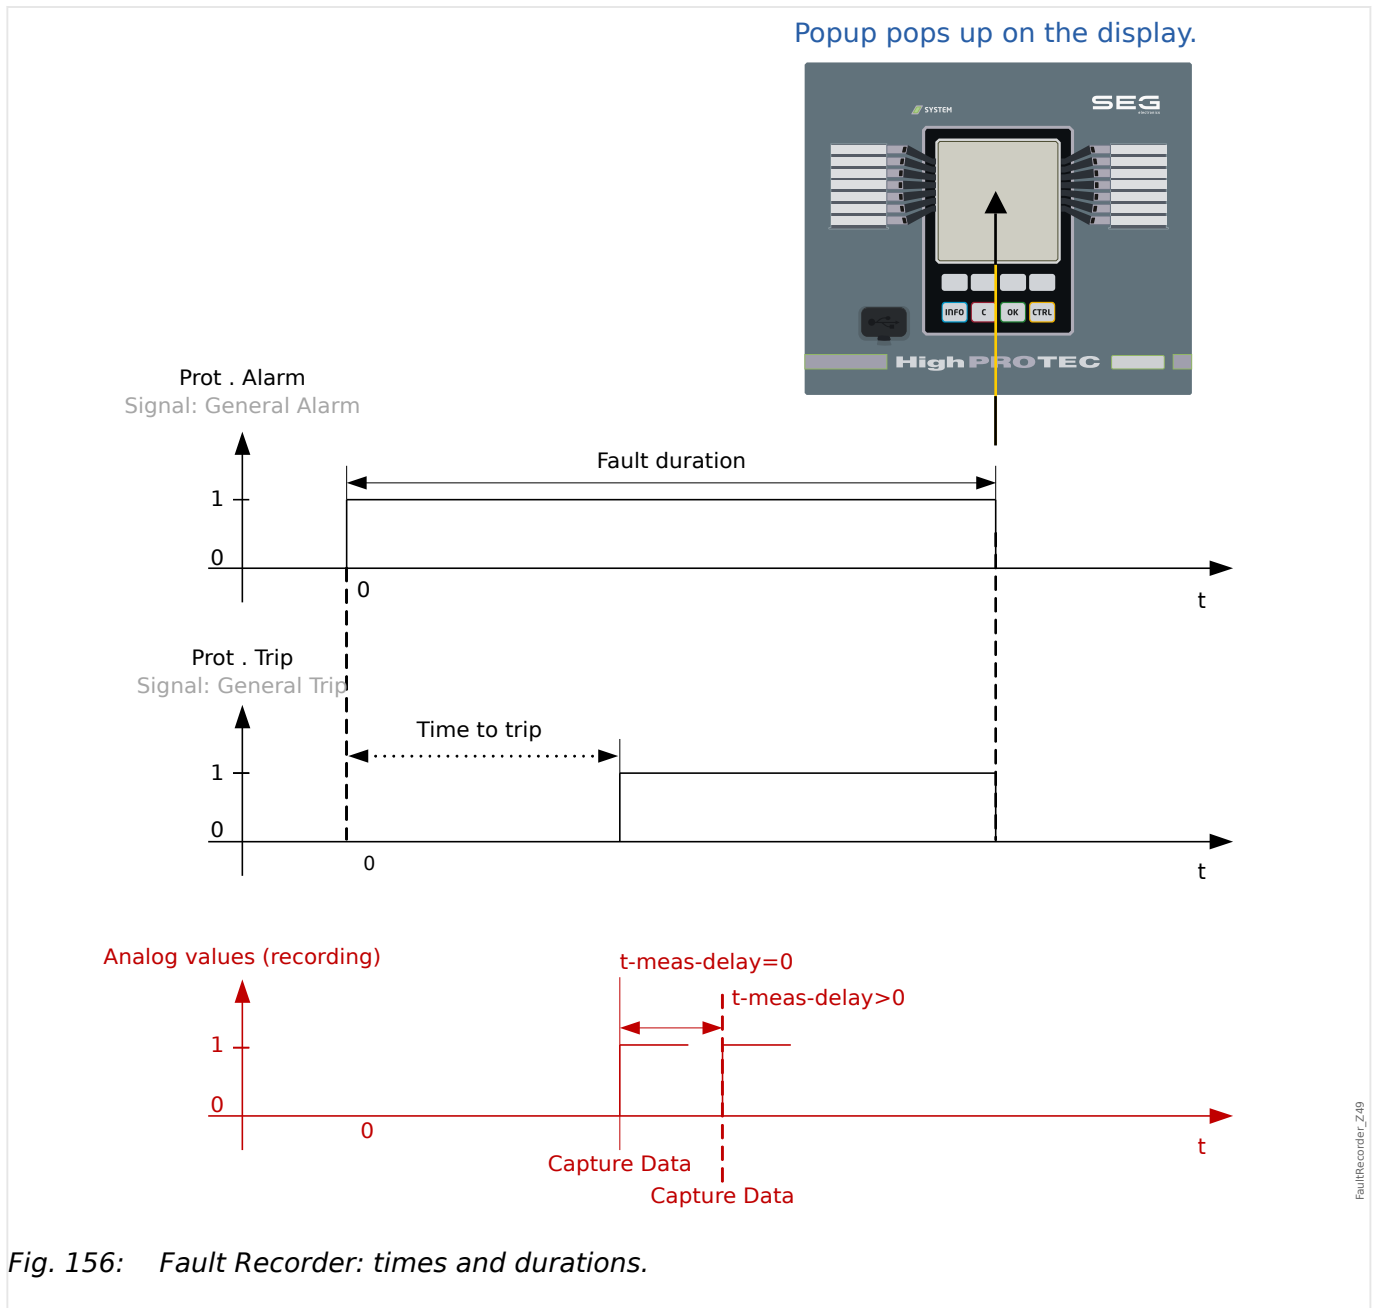 Popup pops up on the display.
SYSTEM
SEG
electronics
INFO
C
OK
CTRL
HighPROTEC
Prot . Alarm
Signal: General Alarm
Fault duration
1
0
0
t
Prot . Trip
Signal: General Trip
Time to trip
1
0
0
t
Analog values (recording)
t-meas-delay=0
t-meas-delay>0
1
0
0
t
Capture Data
Capture Data
FaultRecorder_Z49
Fig. 156: Fault Recorder: times and durations.